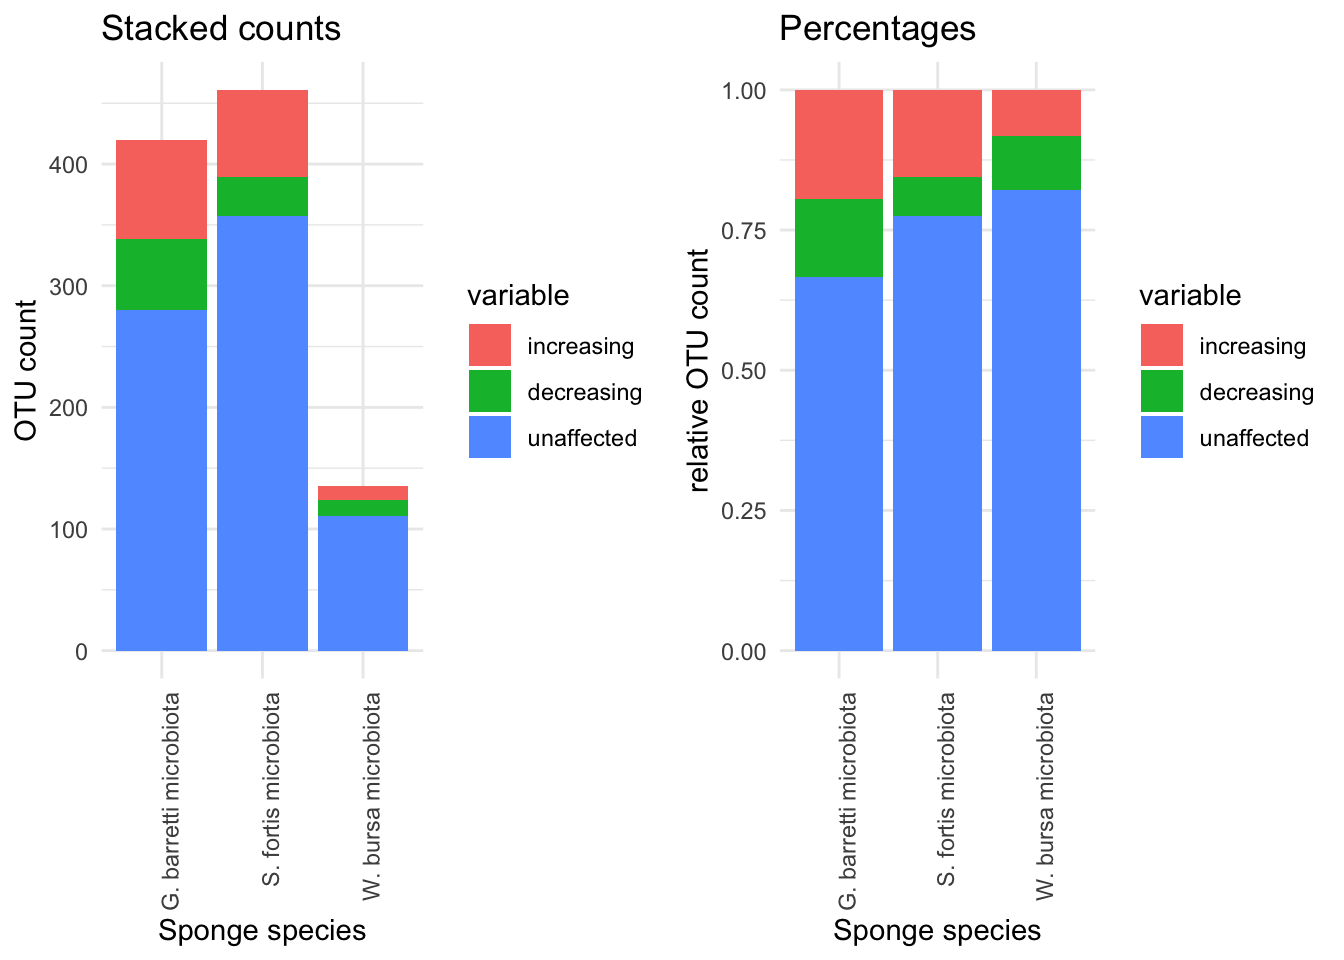 Stacked counts
400
300
200
100
0
OTU count
G. barretti microbiota
S. fortis microbiota
W. bursa microbiota
Sponge species
variable
increasing
decreasing
unaffected
Percentages
1.00
0.75
0.50
0.25
0.00
relative OTU count
G. barretti microbiota
S. fortis microbiota
W. bursa microbiota
Sponge species
variable
increasing
decreasing
unaffected